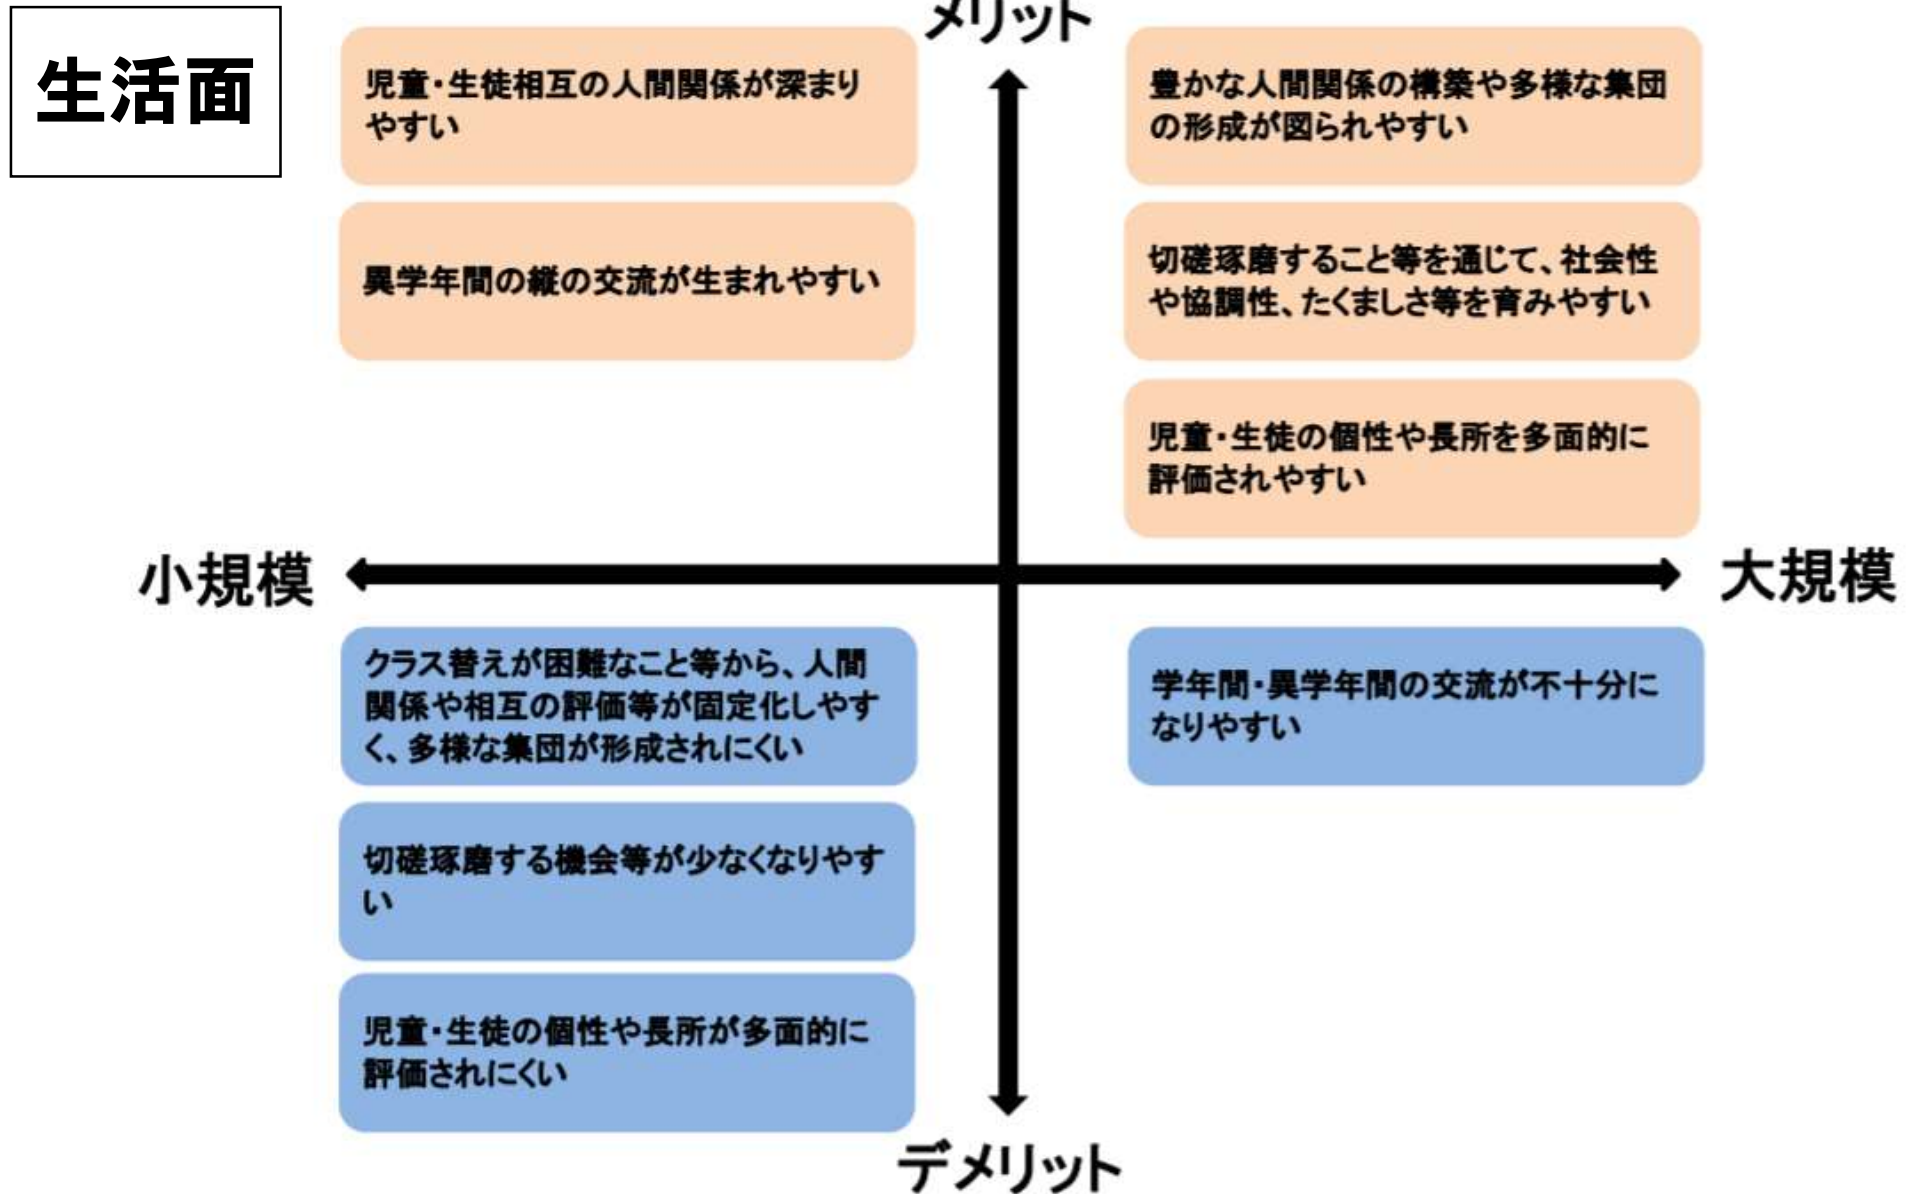 生活面
メリット
児童・生徒相互の人間関係が深まり
やすい
異学年間の縦の交流が生まれやすい
豊かな人間関係の構築や多様な集団
の形成が図られやすい
切磋琢磨すること等を通じて、社会性
や協調性、たくましさ等を育みやすい
児童・生徒の個性や長所を多面的に
評価されやすい
小規模
大規模
クラス替えが困難なこと等から、人間
関係や相互の評価等が固定化しやす
く、多様な集団が形成されにくい
切磋琢磨する機会等が少なくなりやす
い
児童・生徒の個性や長所が多面的に
評価されにくい
学年間・異学年間の交流が不十分に
なりやすい
デメリット